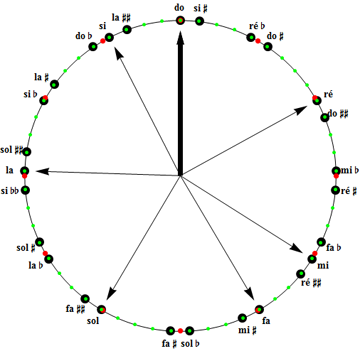 do
si ♯
ré ♭
do ♯
ré
do ♯♯
mi ♭
ré ♯
fa ♭
mi
ré ♯♯
fa
mi ♯
sol ♭
fa ♯
sol
fa ♯♯
la ♭
sol ♯
si ♭♭
la
sol ♯♯
si ♭
la ♯
do ♭
si
la ♯♯